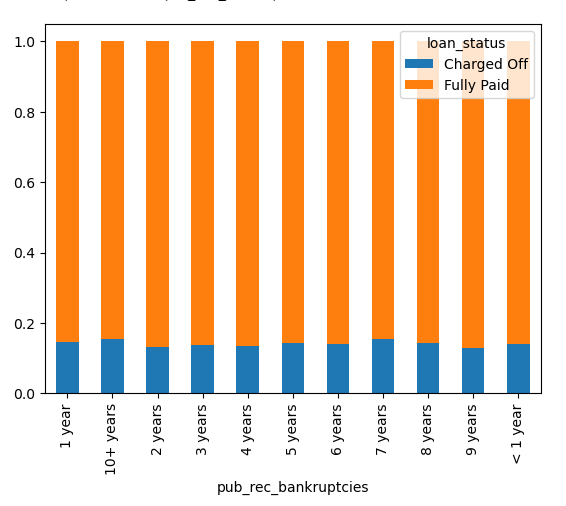 loan_status
Charged Off
Fully Paid
1.0
0.8
0.6
0.4
0.2
0.0
1 year
10+ years
2 years
3 years
4 years
5 years
6 years
7 years
8 years
9 years
< 1 year
pub_rec_bankruptcies